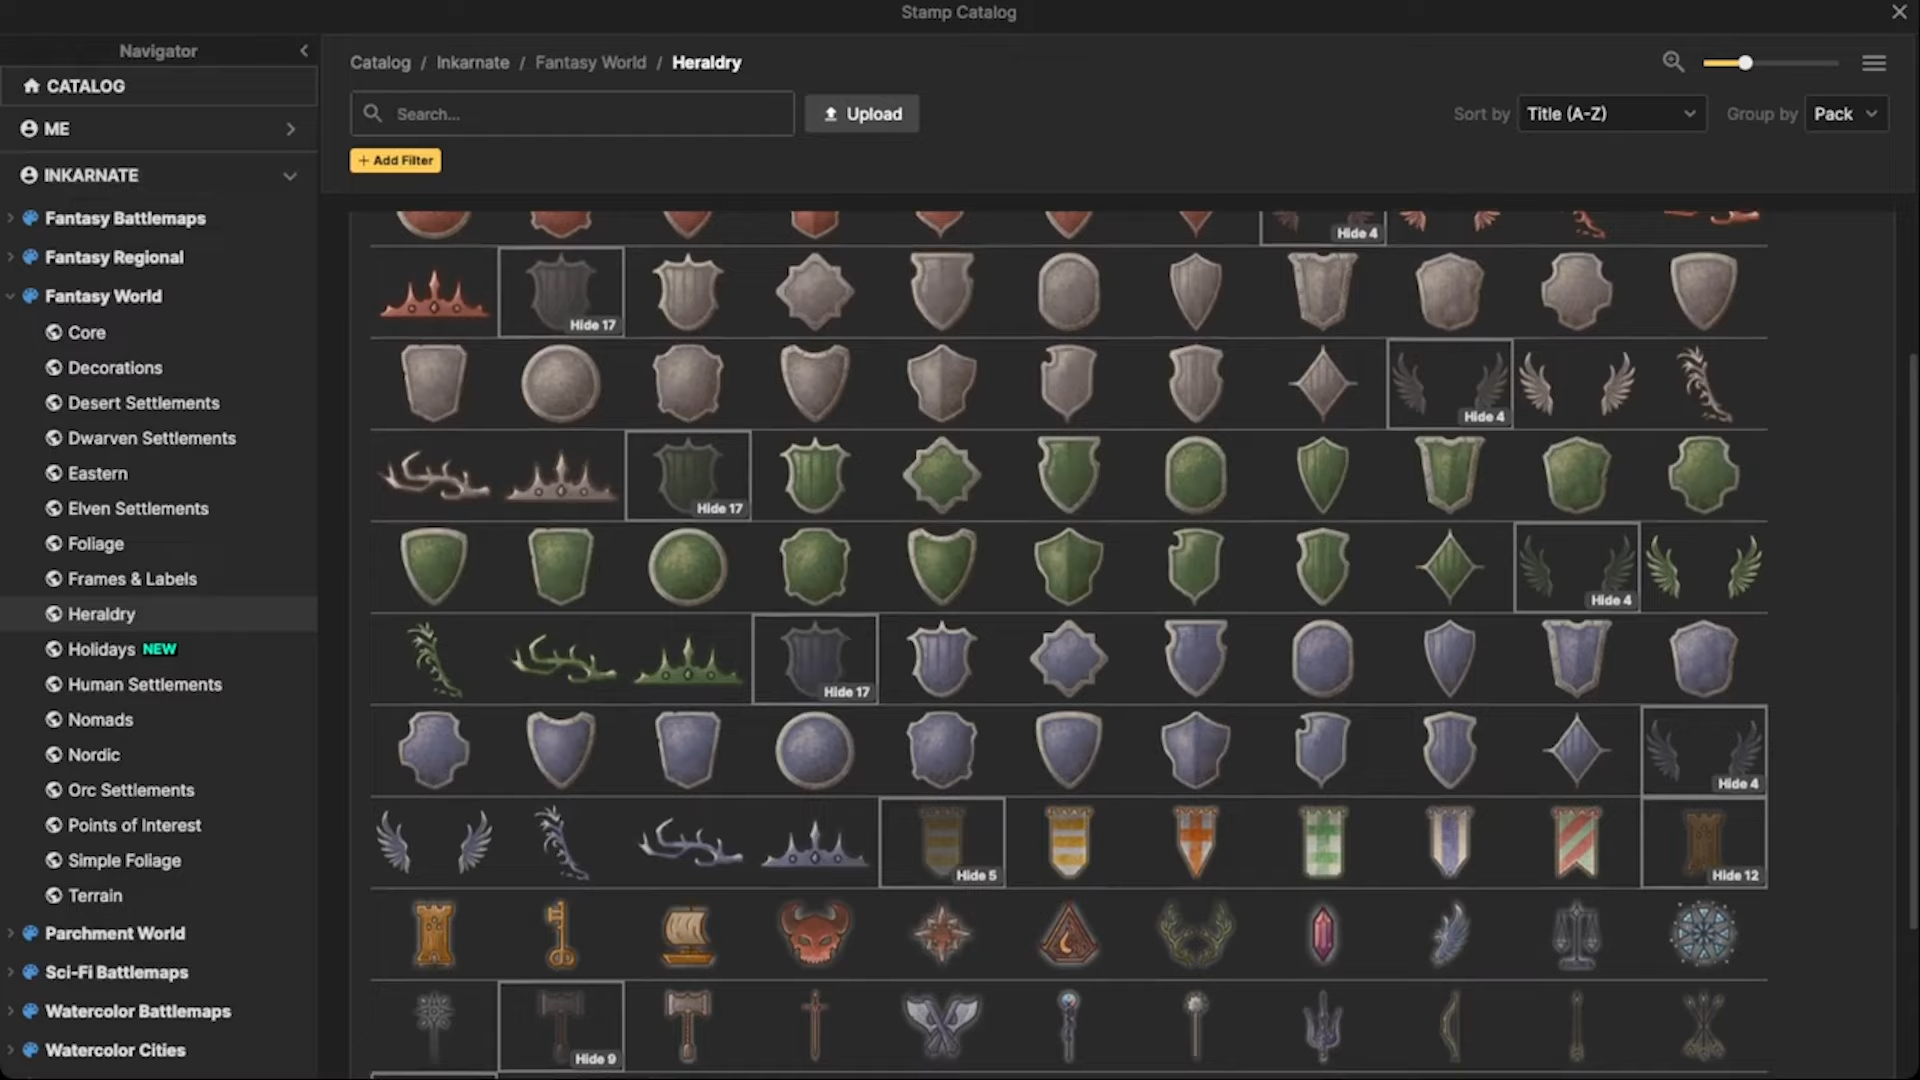 Stamp Catalog
Navigator
CATALOG
ME
INKARNATE
Fantasy Battlemaps
Fantasy Regional
Fantasy World
Core
Decorations
Desert Settlements
Dwarven Settlements
Eastern
Elven Settlements
Foliage
Frames & Labels
Heraldry
Holidays NEW
Human Settlements
Nomads
Nordic
Orc Settlements
Points of Interest
Simple Foliage
Terrain
Parchment World
Sci-Fi Battlemaps
Watercolor Battlemaps
Watercolor Cities
Catalog / Inkarnate / Fantasy World / Heraldry
Search...
Upload
Sort by Title (A-Z) Group by Pack
+ Add Filter
Hide 4
Hide 17
Hide 4
Hide 17
Hide 4
Hide 17
Hide 4
Hide 5
Hide 12
Hide 9